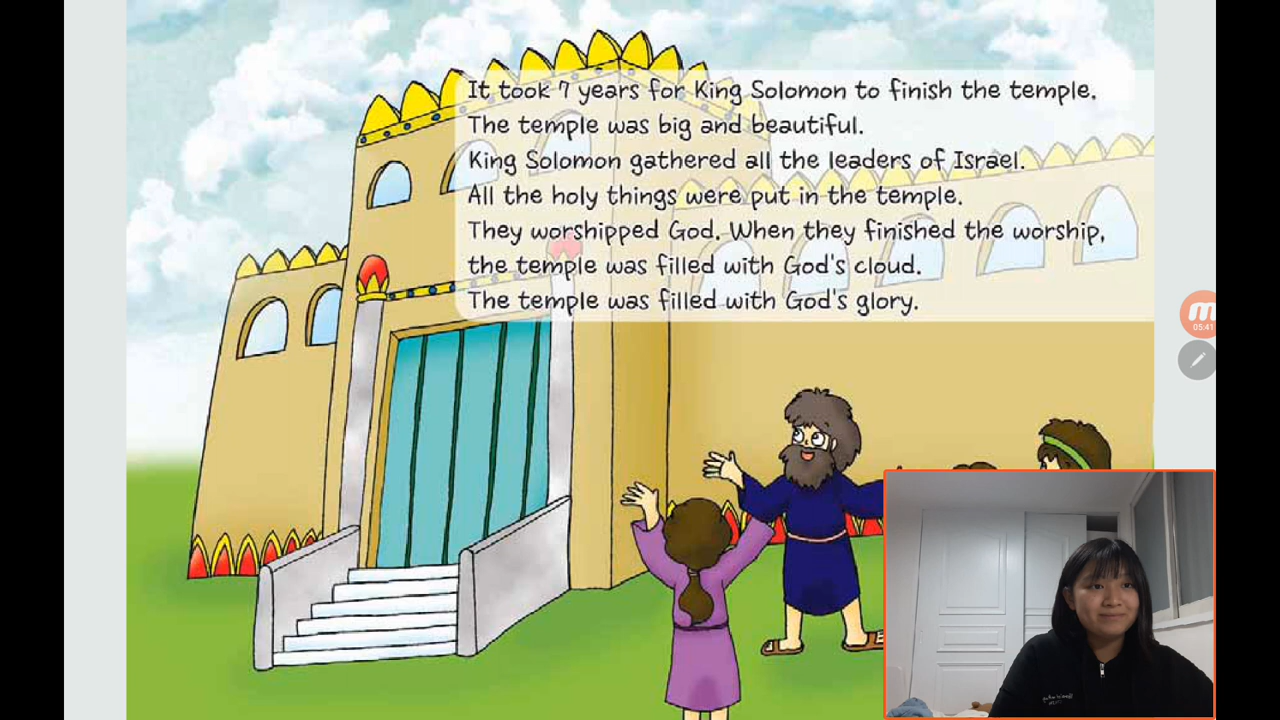 It took 7 years for King Solomon to finish the temple.
The temple was big and beautiful.
King Solomon gathered all the leaders of Israel.
All the holy things were put in the temple.
They worshipped God. When they finished the worship,
the temple was filled with God's cloud.
The temple was filled with God's glory.
05:41